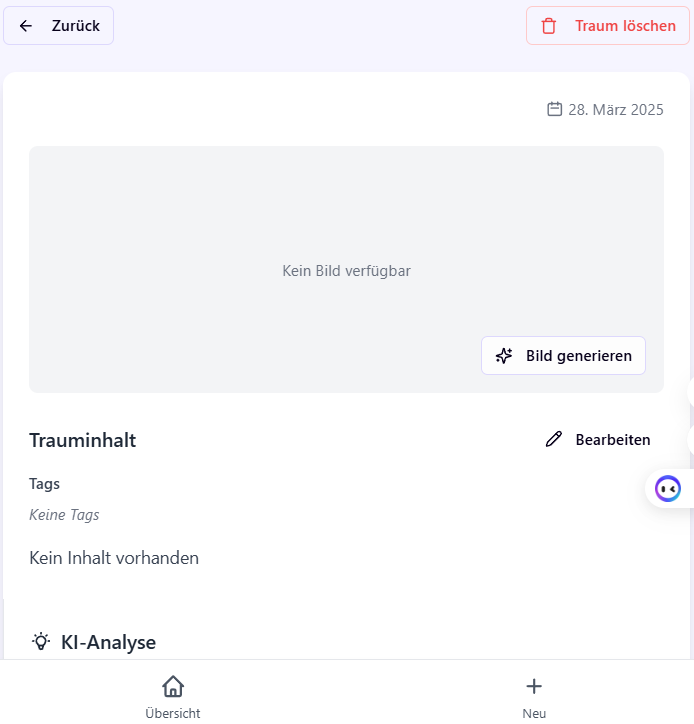 Zurück
Traum löschen
28. März 2025
Kein Bild verfügbar
Bild generieren
Trauminhalt
Bearbeiten
Tags
Keine Tags
Kein Inhalt vorhanden
KI-Analyse
Übersicht
Neu